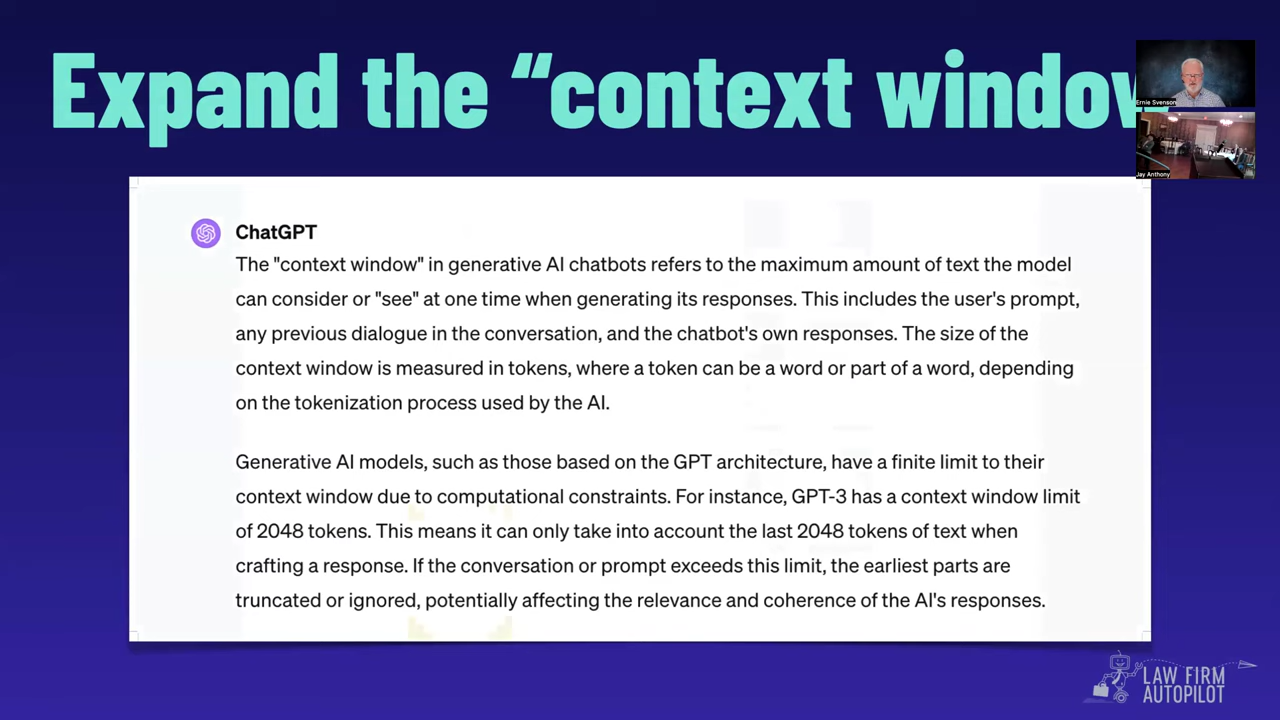 Expand the “context window
Ernie Svenson
Jay Anthony
ChatGPT
The "context window" in generative AI chatbots refers to the maximum amount of text the model
can consider or "see" at one time when generating its responses. This includes the user's prompt,
any previous dialogue in the conversation, and the chatbot's own responses. The size of the
context window is measured in tokens, where a token can be a word or part of a word, depending
on the tokenization process used by the AI.
Generative AI models, such as those based on the GPT architecture, have a finite limit to their
context window due to computational constraints. For instance, GPT-3 has a context window limit
of 2048 tokens. This means it can only take into account the last 2048 tokens of text when
crafting a response. If the conversation or prompt exceeds this limit, the earliest parts are
truncated or ignored, potentially affecting the relevance and coherence of the AI's responses.
LAW FIRM
AUTOPILOT